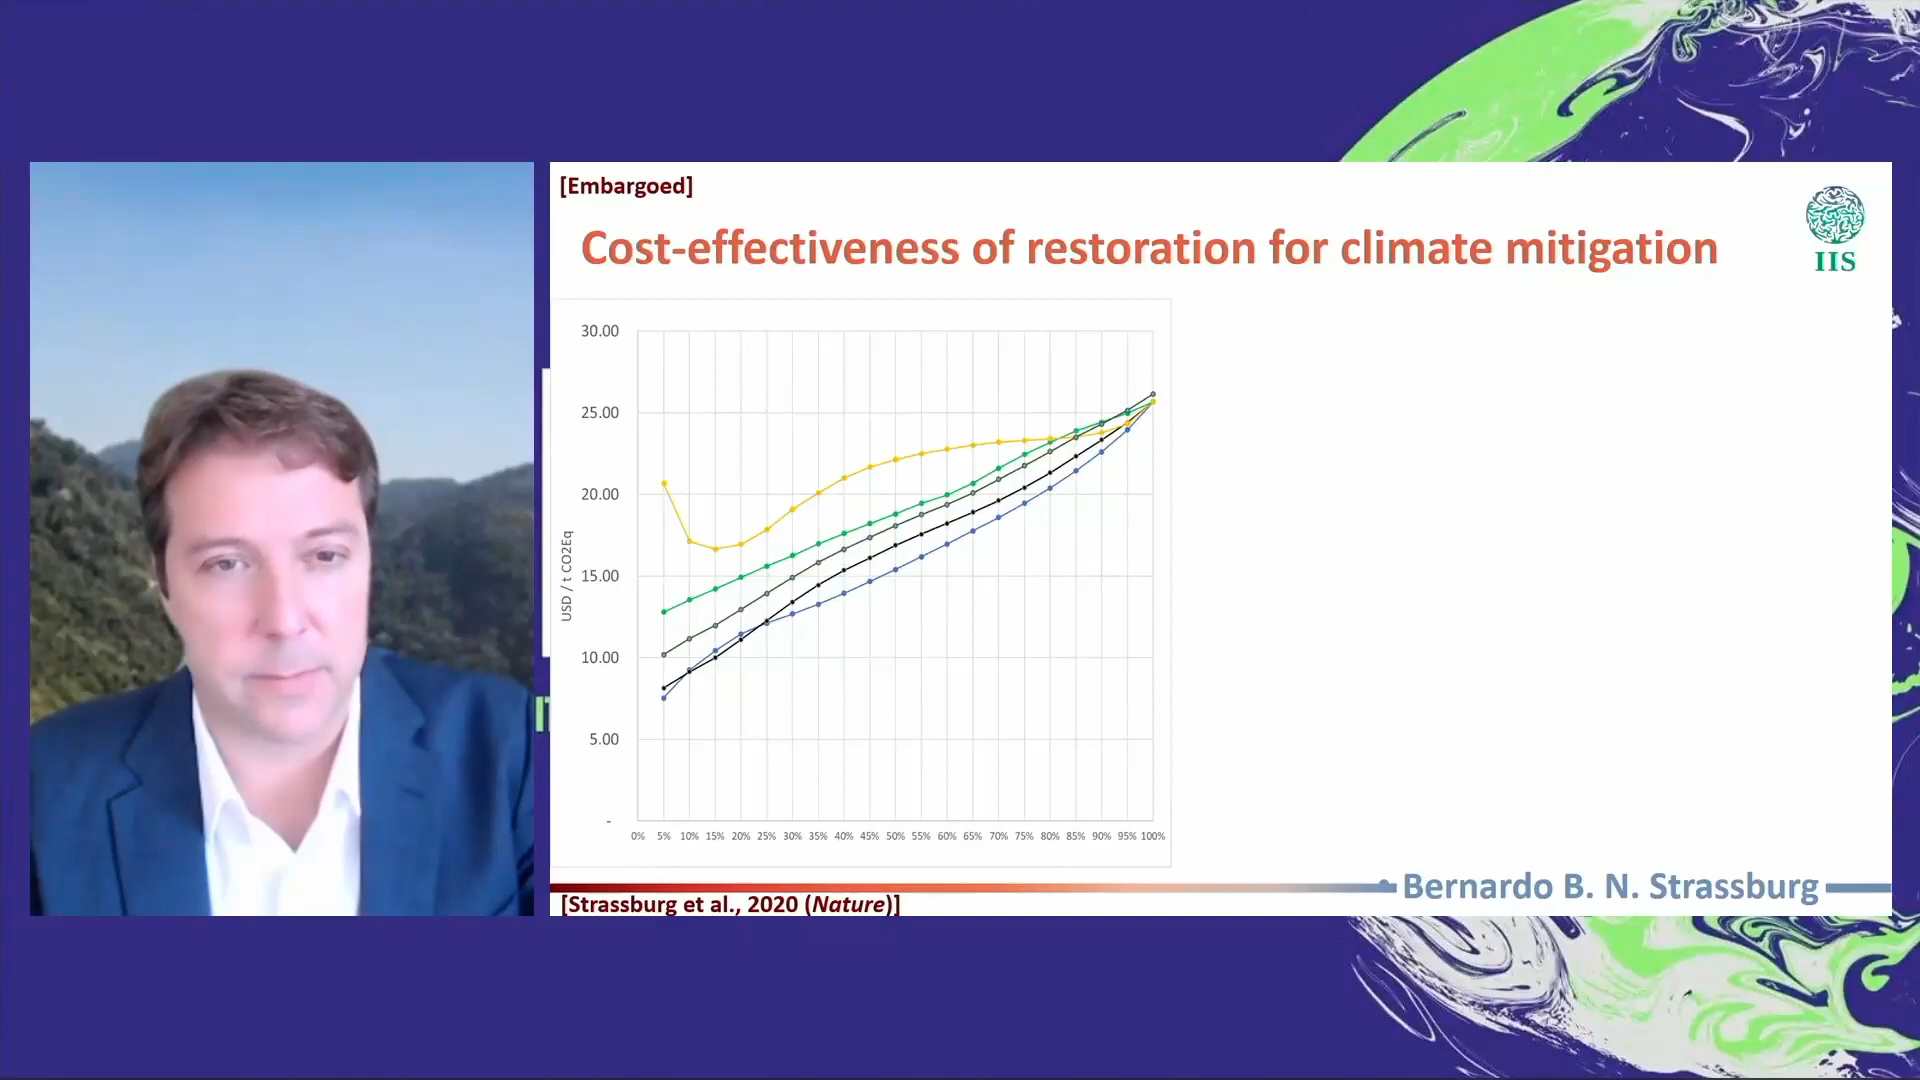 [Embargoed]
Cost-effectiveness of restoration for climate mitigation
IIS
30.00
25.00
20.00
15.00
10.00
5.00
-
USD / t CO2Eq
0% 5% 10% 15% 20% 25% 30% 35% 40% 45% 50% 55% 60% 65% 70% 75% 80% 85% 90% 95% 100%
Bernardo B. N. Strassburg
[Strassburg et al., 2020 (Nature)]